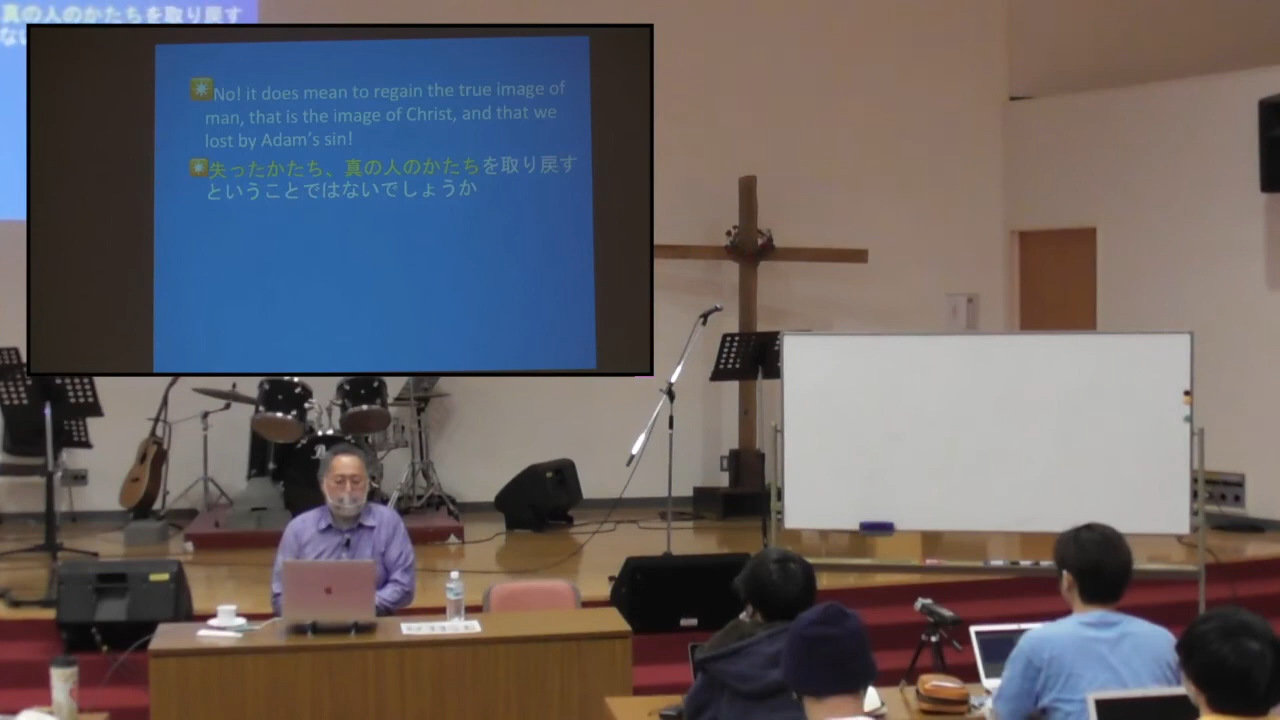 真の人のかたちを取り戻す
No! it does mean to regain the true image of
man, that is the image of Christ, and that we
lost by Adam's sin!
失ったかたち、真の人のかたちを取り戻す
ということではないでしょうか